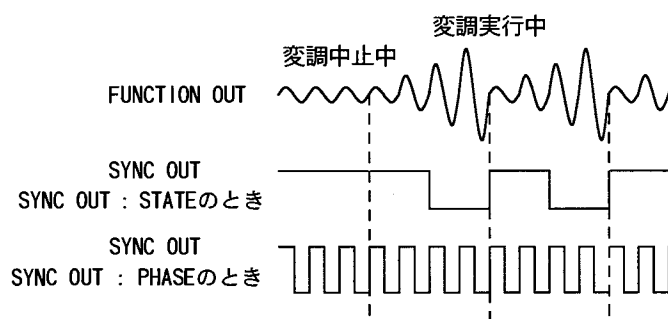 変調実行中
変調中止中
FUNCTION OUT
SYNC OUT
SYNC OUT : STATEのとき
SYNC OUT
SYNC OUT : PHASEのとき